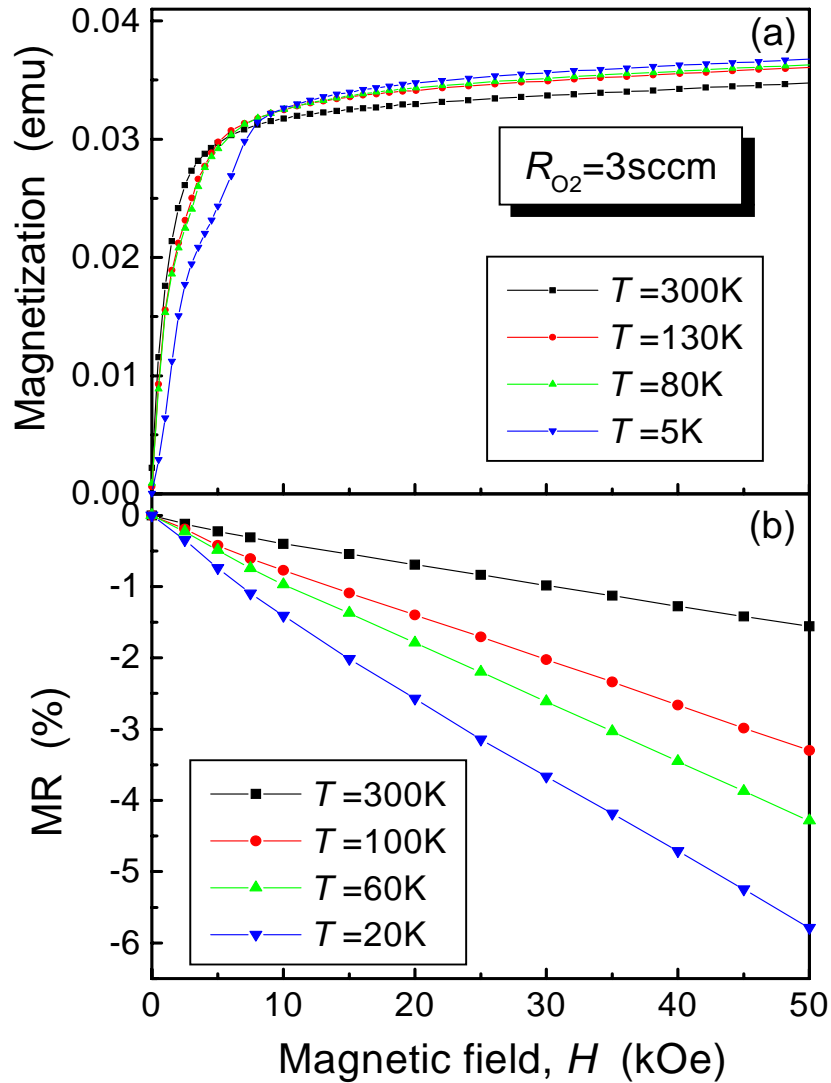 0.04
(a)
0.03
0.02
0.01
0.00
Magnetization (emu)
R_O2=3sccm
T=300K
T=130K
T=80K
T=5K
0
-1
-2
-3
-4
-5
-6
MR (%)
(b)
T=300K
T=100K
T=60K
T=20K
0 10 20 30 40 50
Magnetic field, H (kOe)